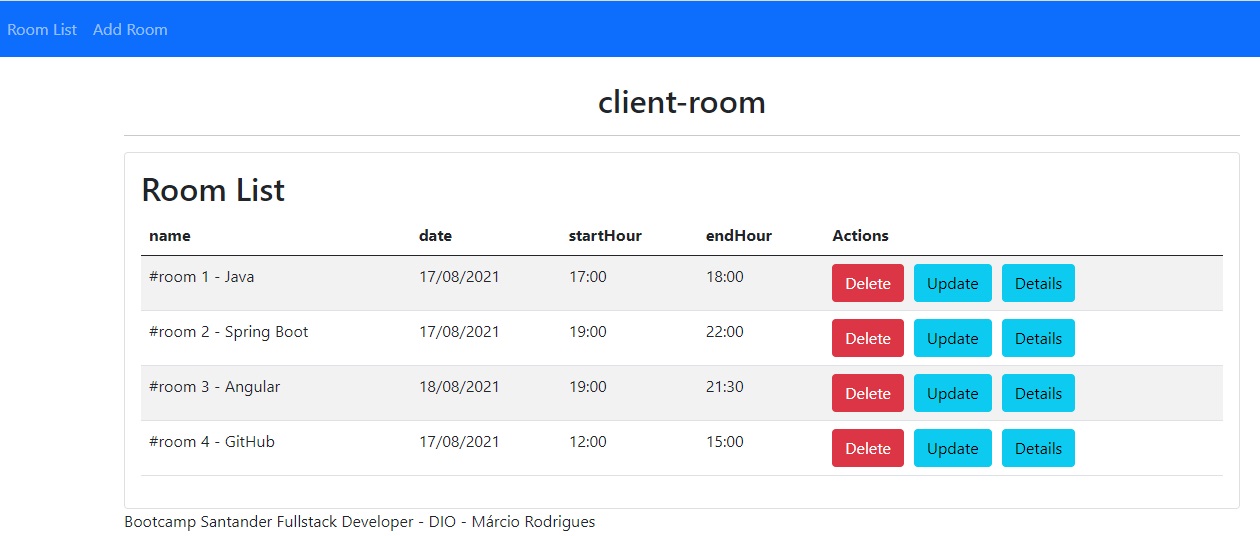 Room List Add Room
client-room
Room List
name date startHour endHour Actions
#room 1 - Java 17/08/2021 17:00 18:00 Delete Update Details
#room 2 - Spring Boot 17/08/2021 19:00 22:00 Delete Update Details
#room 3 - Angular 18/08/2021 19:00 21:30 Delete Update Details
#room 4 - GitHub 17/08/2021 12:00 15:00 Delete Update Details
Bootcamp Santander Fullstack Developer - DIO - Márcio Rodrigues